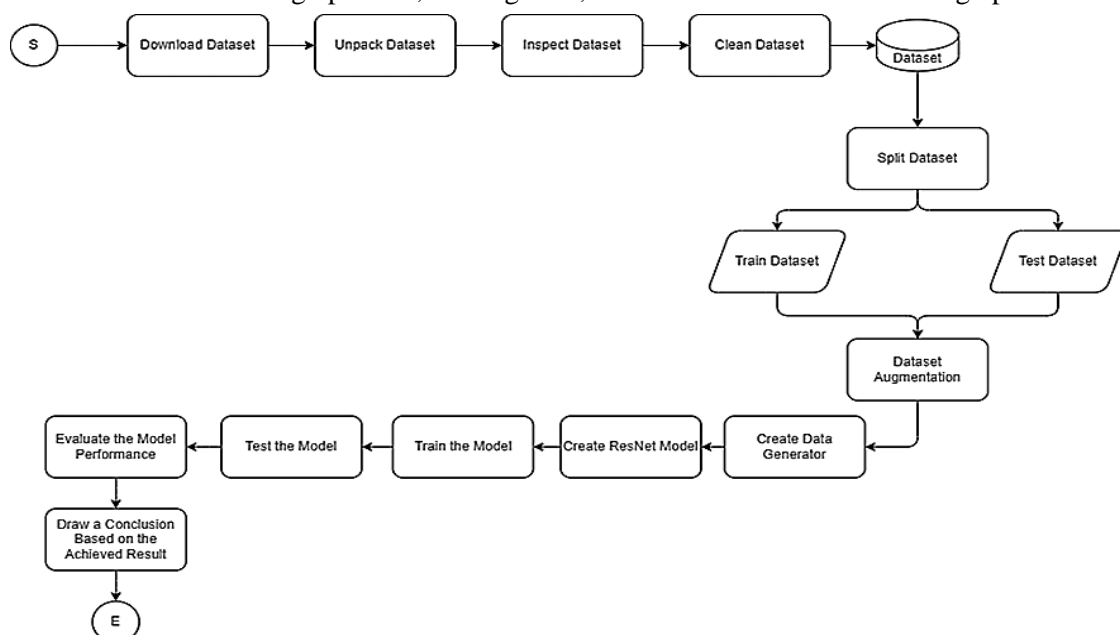 S
Download Dataset
Unpack Dataset
Inspect Dataset
Clean Dataset
Dataset
Split Dataset
Train Dataset
Test Dataset
Dataset
Augmentation
Create Data
Generator
Create ResNet Model
Train the Model
Test the Model
Evaluate the Model
Performance
Draw a Conclusion
Based on the
Achieved Result
E